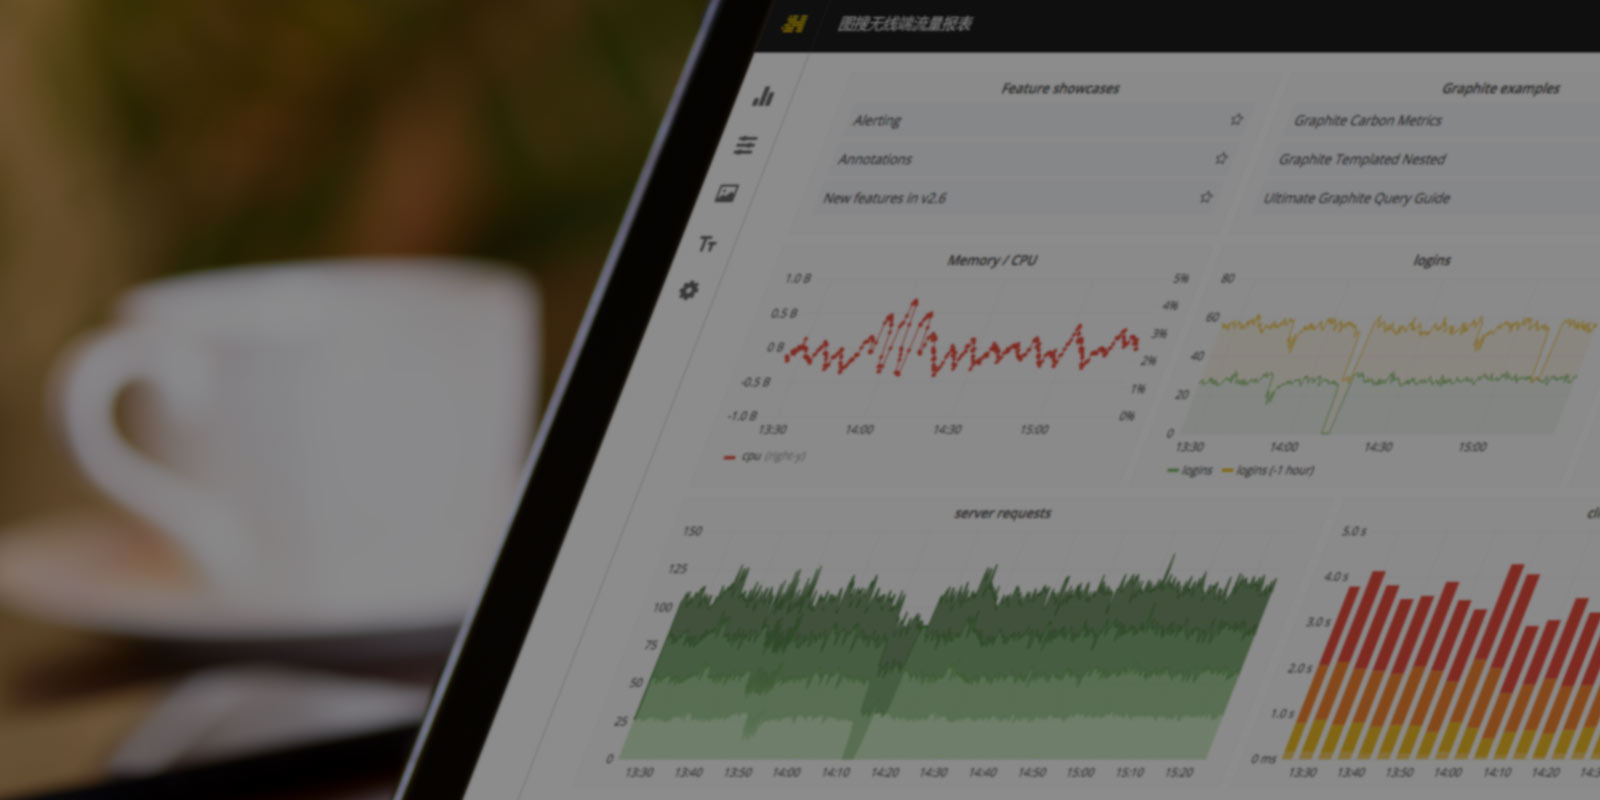 图搜无线端流量报表
Feature showcases
Alerting
Annotations
New features in v2.6
Graphite examples
Graphite Carbon Metrics
Graphite Templated Nested
Ultimate Graphite Query Guide
Memory / CPU
1.0 B
0.5 B
0 B
-0.5 B
-1.0 B
5%
4%
3%
2%
1%
0%
13:30 14:00 14:30 15:00
cpu (right-y)
logins
80
60
40
20
0
13:30 14:00 14:30 15:00
logins logins (-1 hour)
server requests
150
125
100
75
50
25
0
13:30 13:40 13:50 14:00 14:10 14:20 14:30 14:40 14:50 15:00 15:10 15:20
5.0 s
4.0 s
3.0 s
2.0 s
1.0 s
0 ms
13:30 13:40 13:50 14:00 14:10 14:20